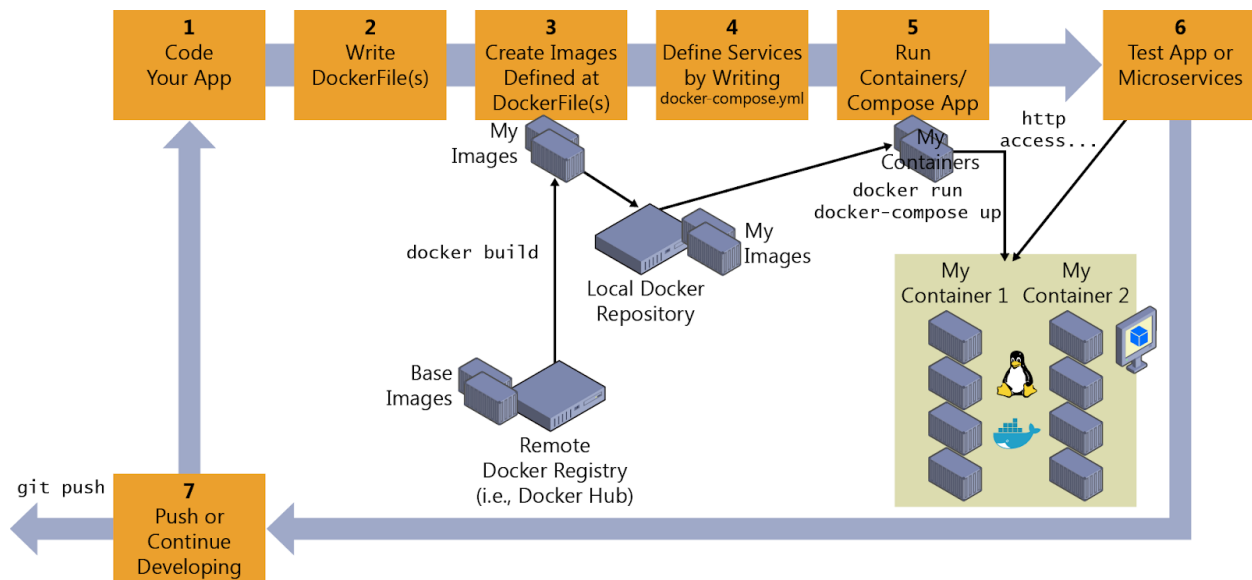 1
Code
Your App
2
Write
DockerFile(s)
3
Create Images
Defined at
DockerFile(s)
4
Define Services
by Writing
docker-compose.yml
5
Run
Containers/
Compose App
6
Test App or
Microservices
My
Images
http
access...
My
Containers
docker run
docker-compose up
docker build
My
Images
Local Docker
Repository
My
Container 1
My
Container 2
Base
Images
Remote
Docker Registry
(i.e., Docker Hub)
git push
7
Push or
Continue
Developing